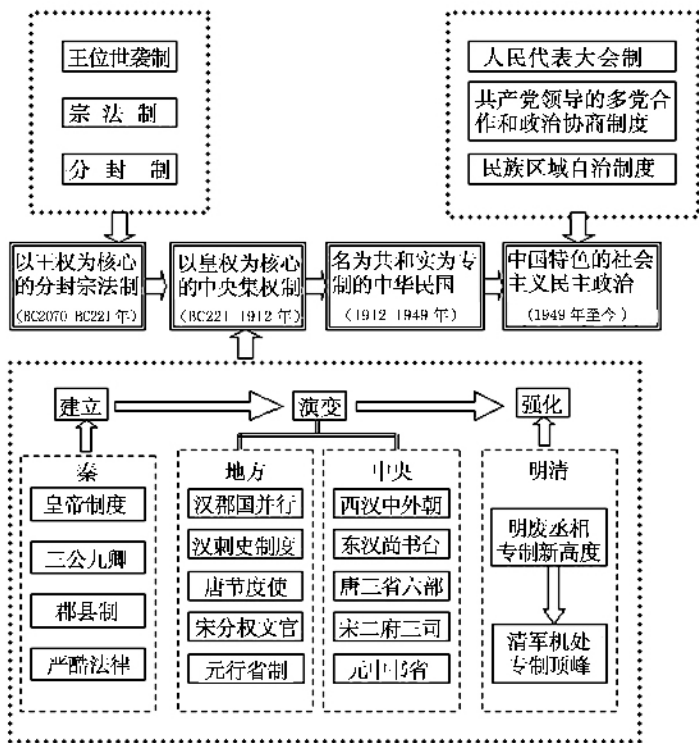 王位世袭制
宗法制
分封制
人民代表大会制
共产党领导的多党合
作和政治协商制度
民族区域自治制度
以王权为核心
的分封宗法制
(BC2070 BC221年)
以皇权为核心
的中央集权制
(BC221 1912年)
名为共和实为专
制的中华民国
(1912 1949年)
中国特色的社会
主义民主政治
(1949年至今)
建立
演变
强化
秦
皇帝制度
三公九卿
郡县制
严酷法律
地方
汉郡国并行
汉刺史制度
唐节度使
宋分权文官
元行省制
中央
西汉中外朝
东汉尚书台
唐三省六部
宋二府三司
元中书省
明清
明废丞相
专制新高度
清军机处
专制顶峰